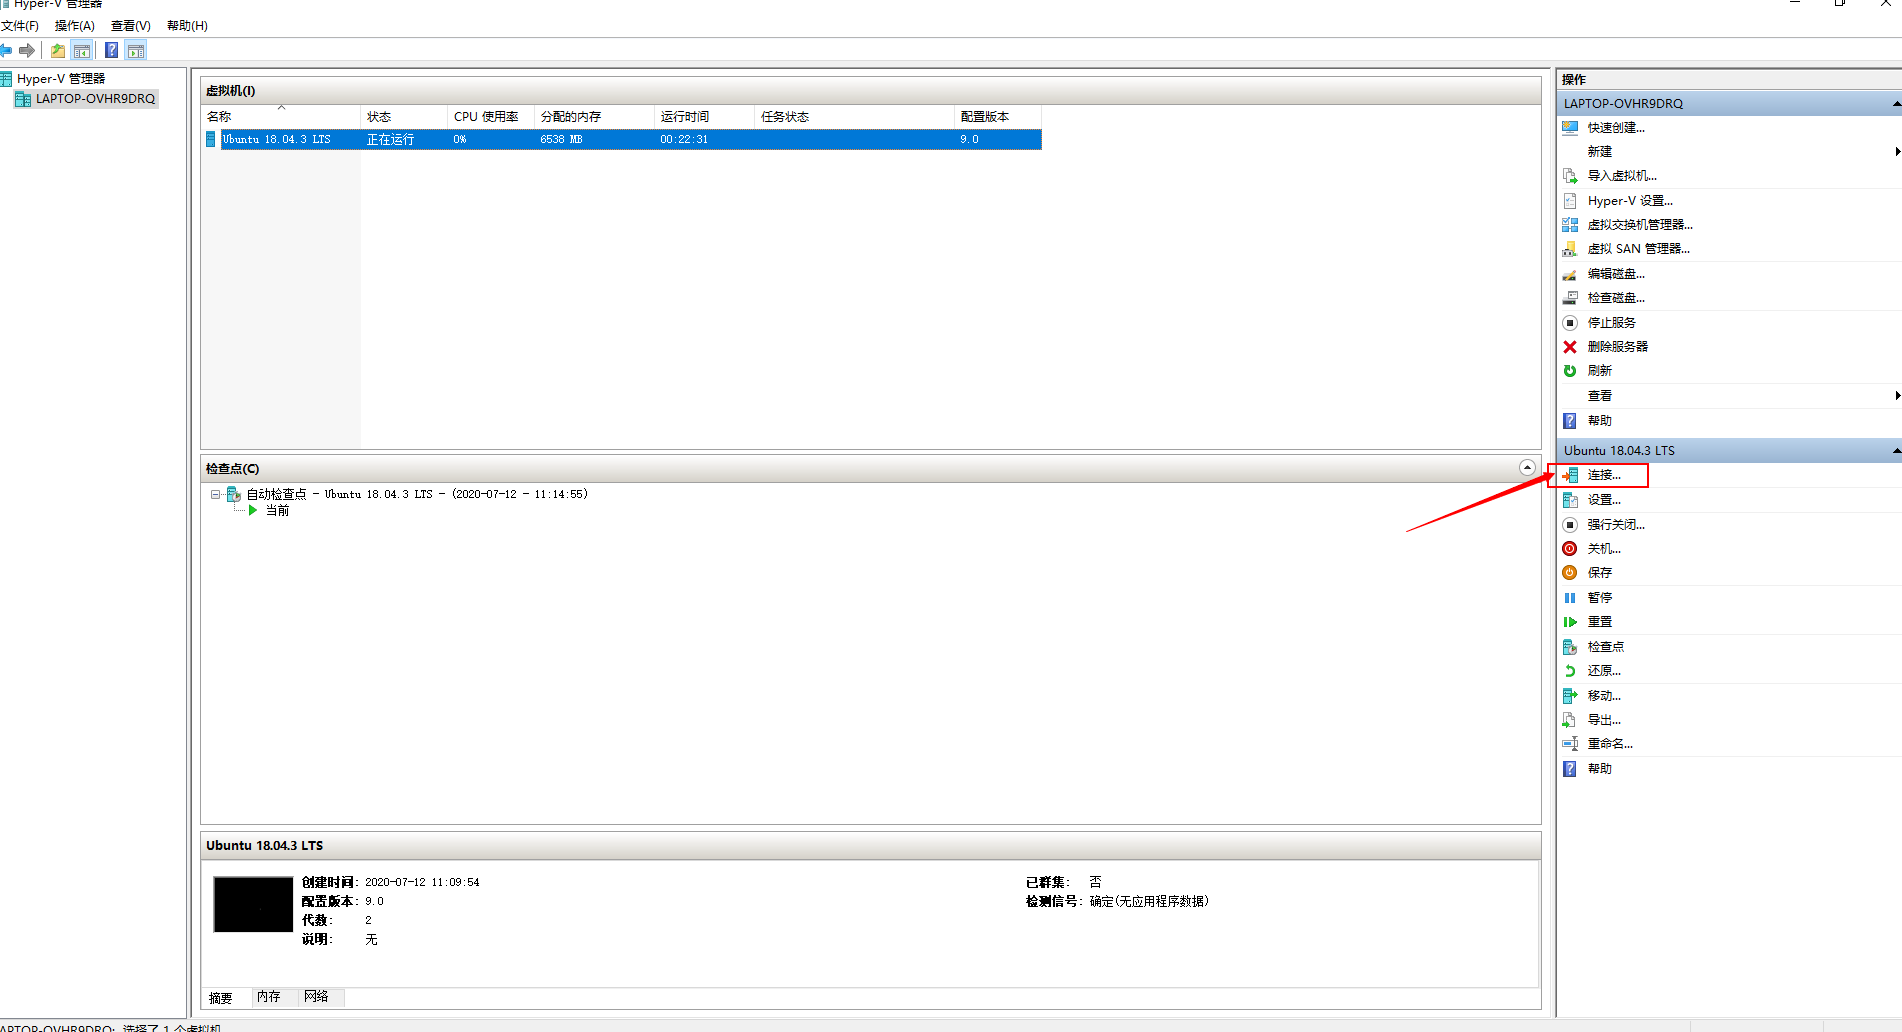 Hyper-V 管理器
文件(F) 操作(A) 查看(V) 帮助(H)
Hyper-V 管理器
LAPTOP-OVHR9DRQ
虚拟机(I)
名称 状态 CPU 使用率 分配的内存 运行时间 任务状态 配置版本
Ubuntu 18.04.3 LTS 正在运行 0% 6538 MB 00:22:31 9.0
检查点(C)
自动检查点 - Ubuntu 18.04.3 LTS - (2020-07-12 - 11:14:55)
当前
Ubuntu 18.04.3 LTS
创建时间: 2020-07-12 11:09:54 已群集: 否
配置版本: 9.0 检测信号: 确定(无应用程序数据)
代数: 2
说明: 无
摘要 内存 网络
操作
LAPTOP-OVHR9DRQ
快速创建...
新建
导入虚拟机...
Hyper-V 设置...
虚拟交换机管理器...
虚拟 SAN 管理器...
编辑磁盘...
检查磁盘...
停止服务
删除服务器
刷新
查看
帮助
Ubuntu 18.04.3 LTS
连接...
设置...
强行关闭...
关机...
保存
暂停
重置
检查点
还原...
移动...
导出...
重命名...
帮助
LAPTOP-OVHR9DRQ: 选择了 1 个虚拟机